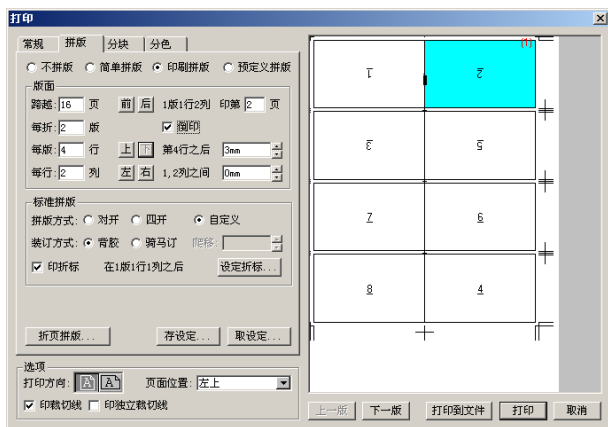 打印
常规 拼版 分块 分色
不拼版 简单拼版 印刷拼版 预定义拼版
版面
跨越: 16 页 前 后 1版1行2列 印第 2 页
每折: 2 版 阄印
每版: 4 行 上 下 第4行之后 3mm
每行: 2 列 左 右 1,2列之间 0mm
标准拼版
拼版方式: 对开 四开 自定义
装订方式: 背胶 骑马订 爬移:
印折标 在1版1行1列之后 设定折标...
折页拼版... 存设定... 取设定...
选项
打印方向: A A 页面位置: 左上
印裁切线 印独立裁切线
(1)
1 2
3 5
7 6
8 4
上一版 下一版 打印到文件 打印 取消